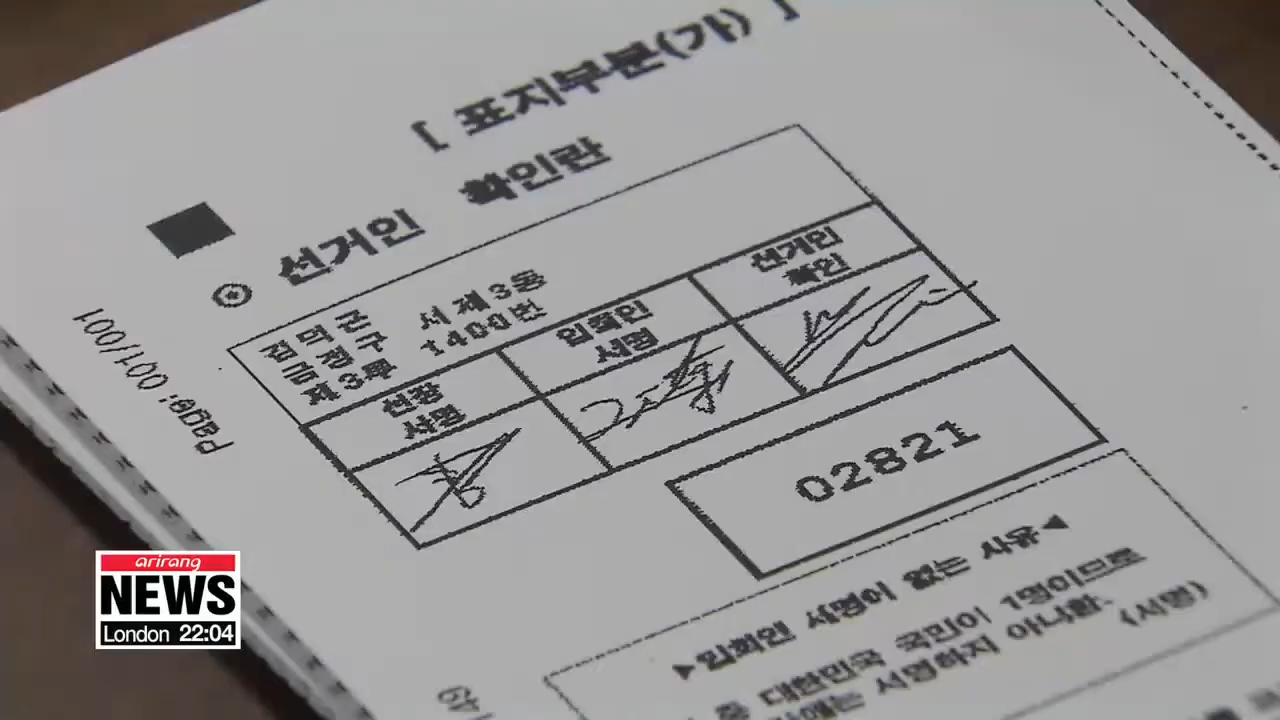 [ 표지부분(가) ]
◉ 선거인 확인란
김덕근
금정구 서제3동
제3투 1400번
선장
서명
입회인
서명
선거인
확인
02821
▶입회인 서명이 없는 사유◀
중 대한민국 국민이 1명이므로
에는 서명하지 아니함.
(서명)
Page: 001/001
arirang
NEWS
London 22:04